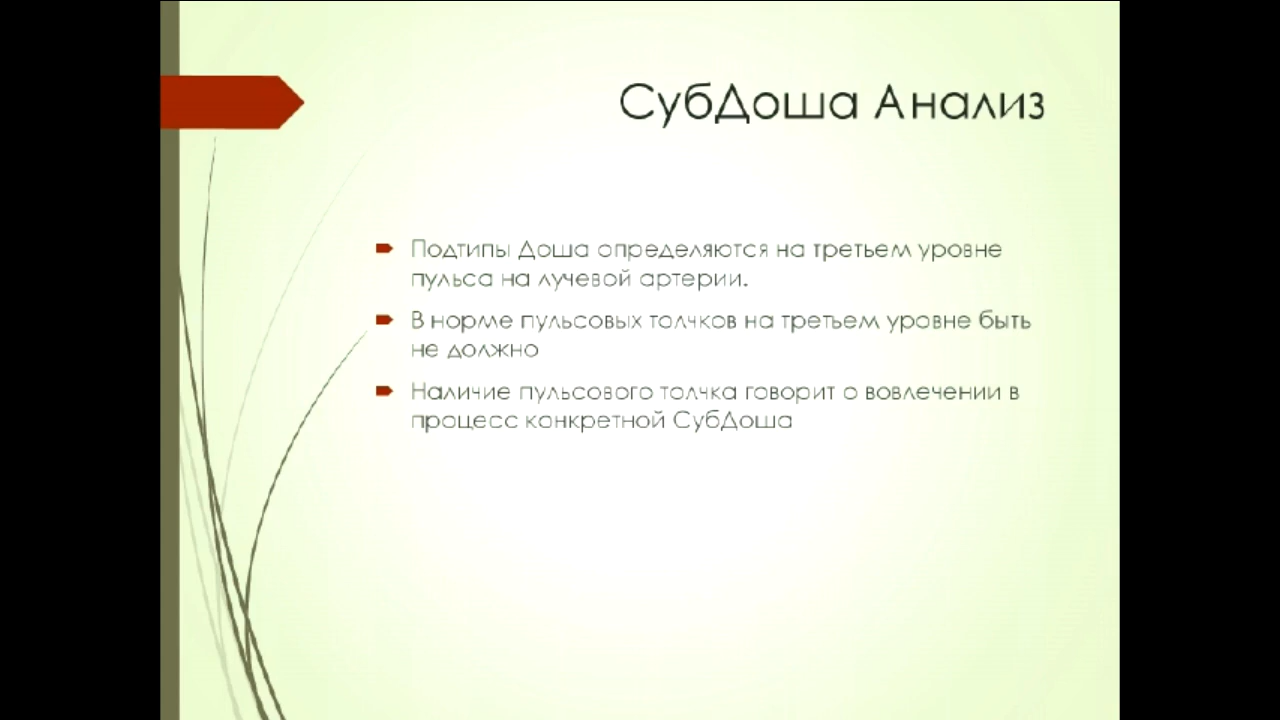 СубДоша Анализ
Подтипы Доша определяются на третьем уровне
пульса на лучевой артерии.
В норме пульсовых толчков на третьем уровне быть
не должно
Наличие пульсового толчка говорит о вовлечении в
процесс конкретной СубДоша